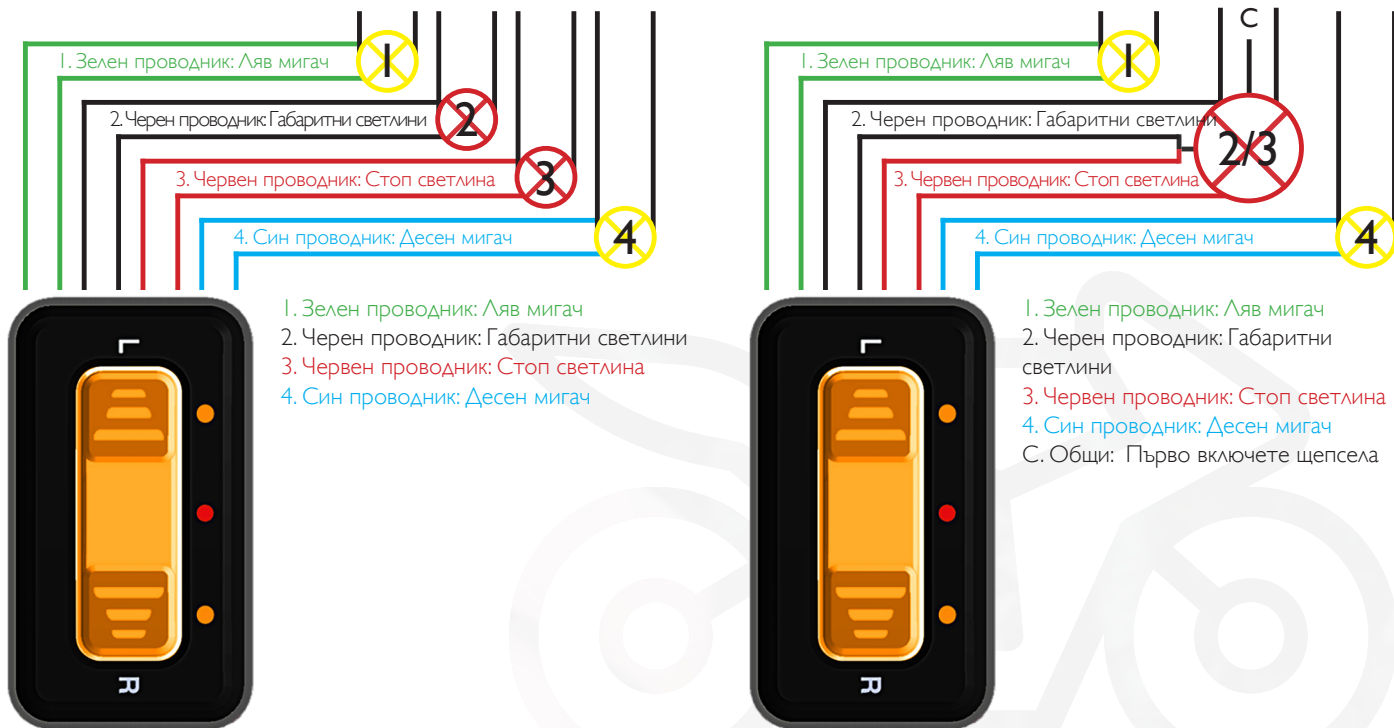 1
1. Зелен проводник: Ляв мигач
2. Черен проводник: Габаритни светлини
2
3. Червен проводник: Стоп светлина
3
4. Син проводник: Десен мигач
4
L
R
1. Зелен проводник: Ляв мигач
2. Черен проводник: Габаритни светлини
3. Червен проводник: Стоп светлина
4. Син проводник: Десен мигач
C
1
1. Зелен проводник: Ляв мигач
2. Черен проводник: Габаритни светлини
2/3
3. Червен проводник: Стоп светлина
4. Син проводник: Десен мигач
4
L
R
1. Зелен проводник: Ляв мигач
2. Черен проводник: Габаритни
светлини
3. Червен проводник: Стоп светлина
4. Син проводник: Десен мигач
C. Общи: Първо включете щепсела